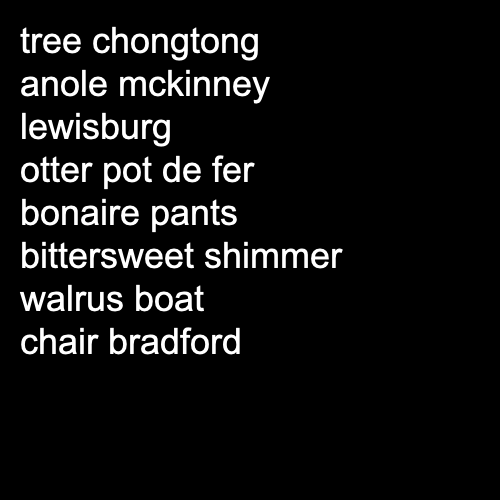 tree chongtong
anole mckinney
lewisburg
otter pot de fer
bonaire pants
bittersweet shimmer
walrus boat
chair bradford